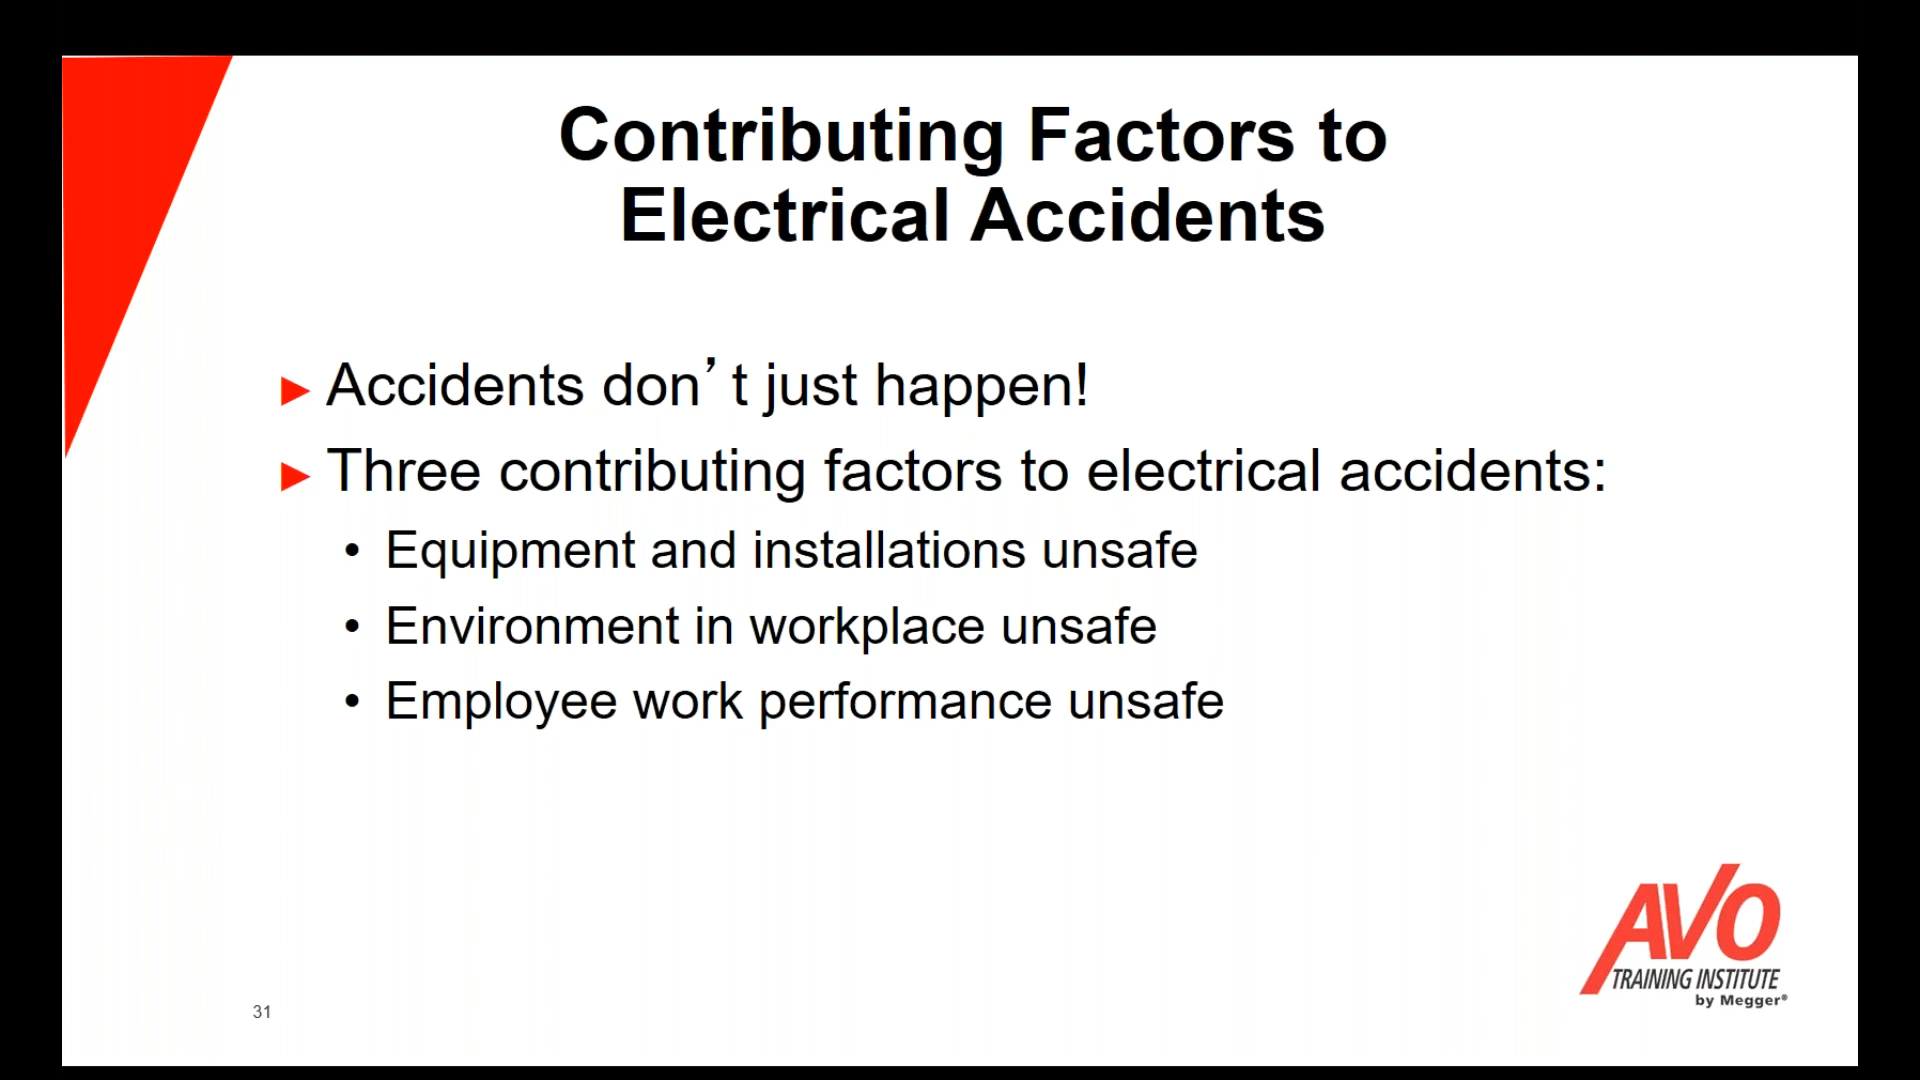 Contributing Factors to
Electrical Accidents
► Accidents don’t just happen!
► Three contributing factors to electrical accidents:
• Equipment and installations unsafe
• Environment in workplace unsafe
• Employee work performance unsafe
AVO
TRAINING INSTITUTE
by Megger®
31